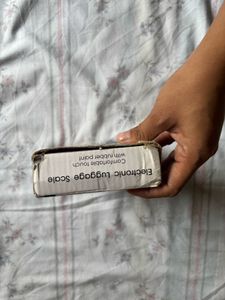 Electronic Luggage Scale
Comfortable touch
with rubber paint